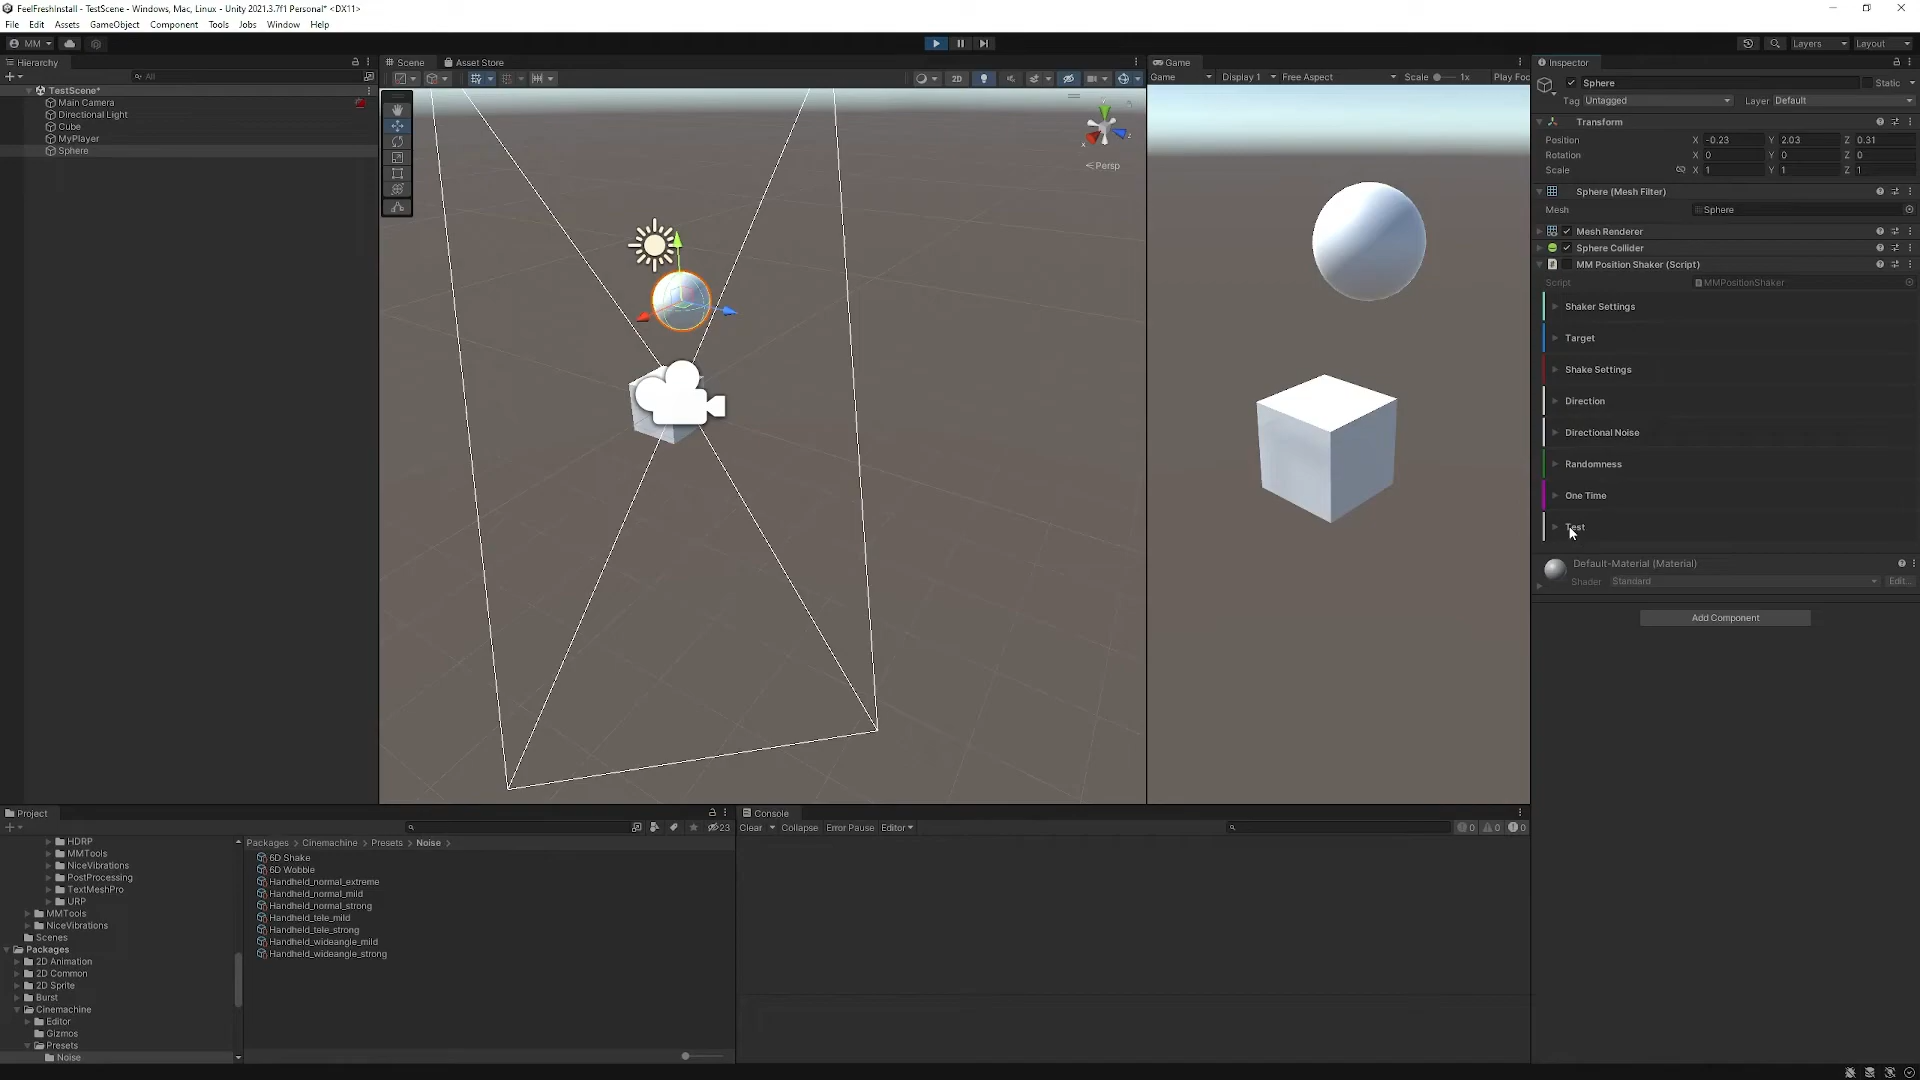 FeelFreshInstall - TestScene - Windows, Mac, Linux - Unity 2021.3.7f1 Personal* <DX11>
File Edit Assets GameObject Component Tools Jobs Window Help
MM Layers Layout
Hierarchy
All
TestScene*
Main Camera
Directional Light
Cube
MyPlayer
Sphere
Scene Asset Store
2D
Persp
Game
Game Display 1 Free Aspect Scale 1x Play Foc
Inspector
Sphere Static
Tag Untagged Layer Default
Transform
Position X -0.23 Y 2.03 Z 0.31
Rotation X 0 Y 0 Z 0
Scale X 1 Y 1 Z 1
Sphere (Mesh Filter)
Mesh Sphere
Mesh Renderer
Sphere Collider
MM Position Shaker (Script)
Script MMPositionShaker
Shaker Settings
Target
Shake Settings
Direction
Directional Noise
Randomness
One Time
Test
Default-Material (Material)
Shader Standard Edit...
Add Component
Project
23
HDRP
MMTools
NiceVibrations
PostProcessing
TextMeshPro
URP
MMTools
NiceVibrations
Scenes
Packages
2D Animation
2D Common
2D Sprite
Burst
Cinemachine
Editor
Gizmos
Presets
Noise
Packages > Cinemachine > Presets > Noise >
6D Shake
6D Wobble
Handheld_normal_extreme
Handheld_normal_mild
Handheld_normal_strong
Handheld_tele_mild
Handheld_tele_strong
Handheld_wideangle_mild
Handheld_wideangle_strong
Console
Clear Collapse Error Pause Editor
0 0 0